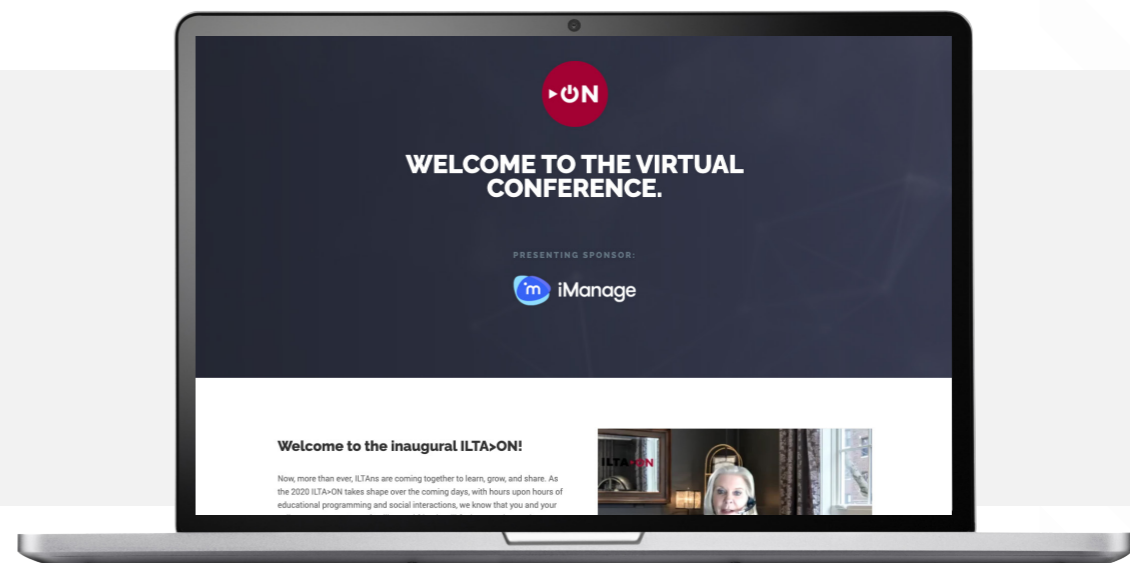 ON
WELCOME TO THE VIRTUAL
CONFERENCE.
PRESENTING SPONSOR:
m iManage
Welcome to the inaugural ILTA>ON!
Now, more than ever, ILTAns are coming together to learn, grow, and share. As
the 2020 ILTA>ON takes shape over the coming days, with hours upon hours of
educational programming and social interactions, we know that you and your
ILTA>ON